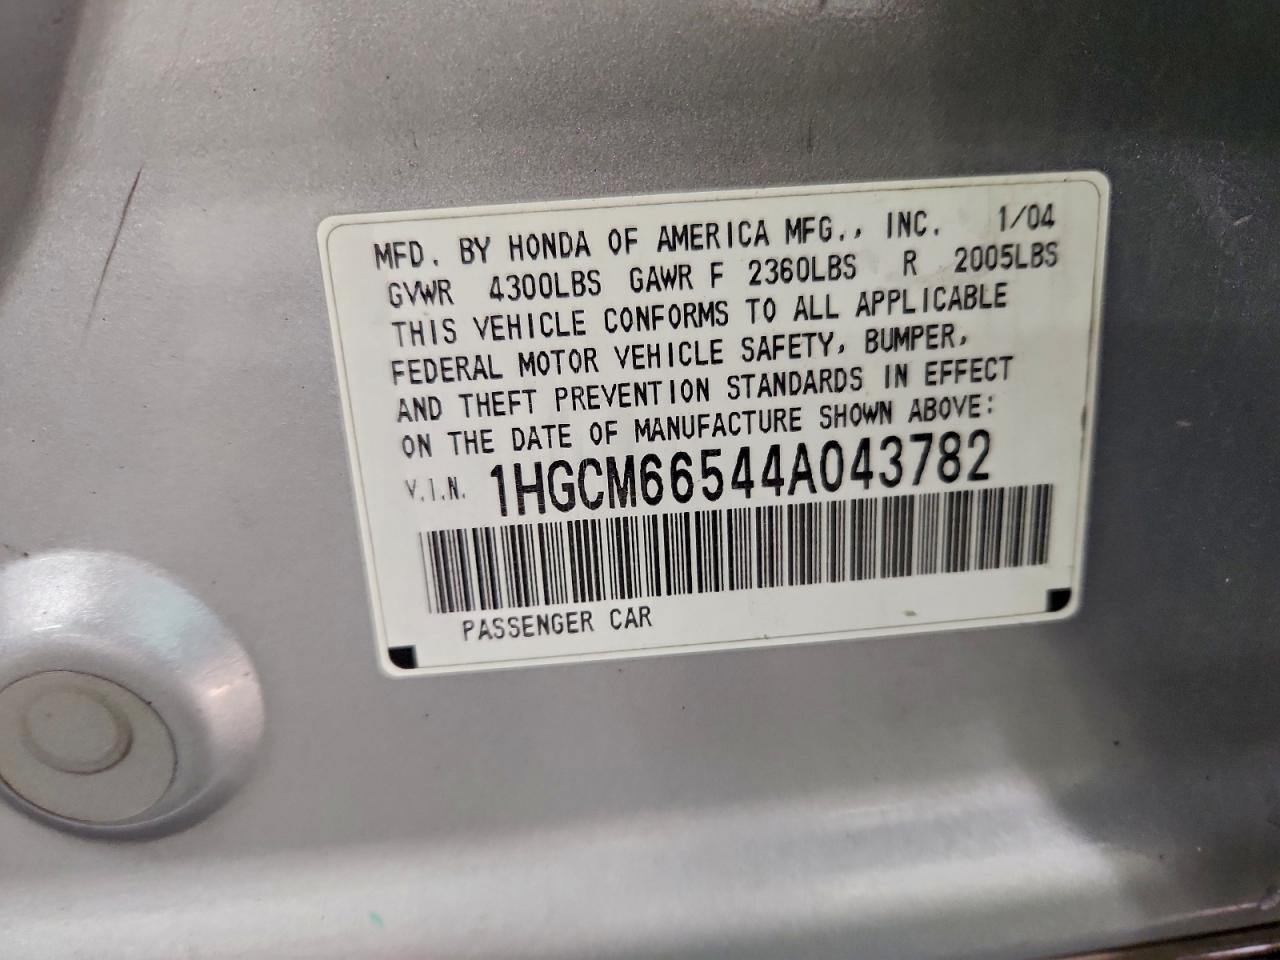 MFD. BY HONDA OF AMERICA MFG., INC. 1/04
GVWR 4300LBS GAWR F 2360LBS R 2005LBS
THIS VEHICLE CONFORMS TO ALL APPLICABLE
FEDERAL MOTOR VEHICLE SAFETY, BUMPER,
AND THEFT PREVENTION STANDARDS IN EFFECT
ON THE DATE OF MANUFACTURE SHOWN ABOVE:
V.I.N. 1HGCM66544A043782
PASSENGER CAR